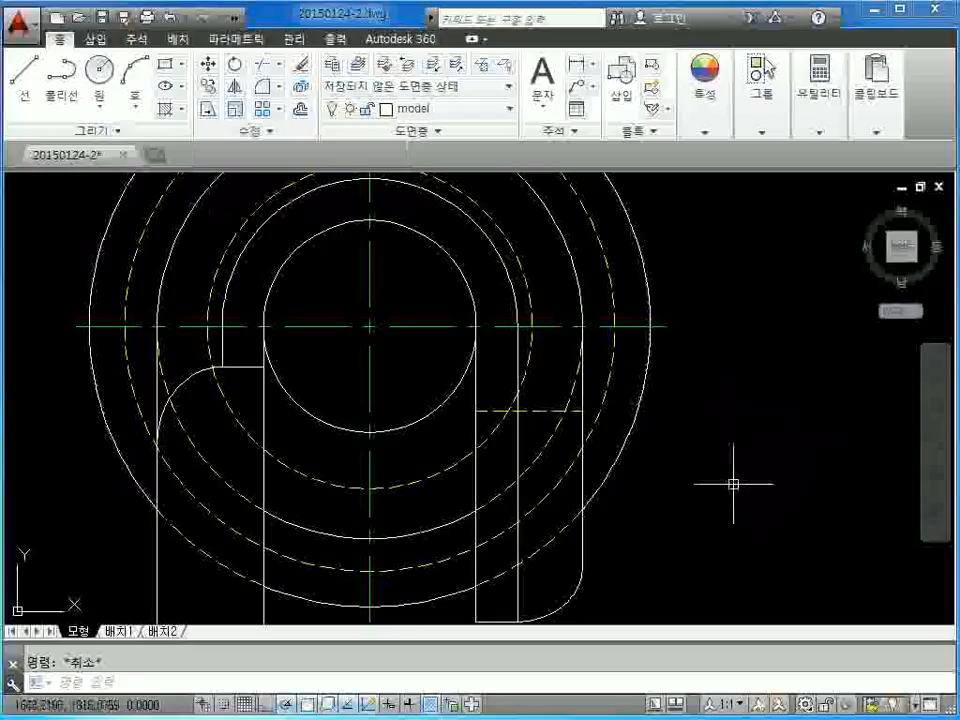 20150124-2.dwg
키워드 또는 구절 입력
로그인
홈 삽입 주석 배치 파라메트릭 관리 출력 Autodesk 360
저장되지 않은 도면층 상태
선 폴리선 원 호 문자 삽입 특성 그룹 유틸리티 클립보드
model
그리기 수정 도면층 주석 블록
20150124-2*
남
Y
X
모형 배치1 배치2
명령: *취소*
명령 입력
1:1